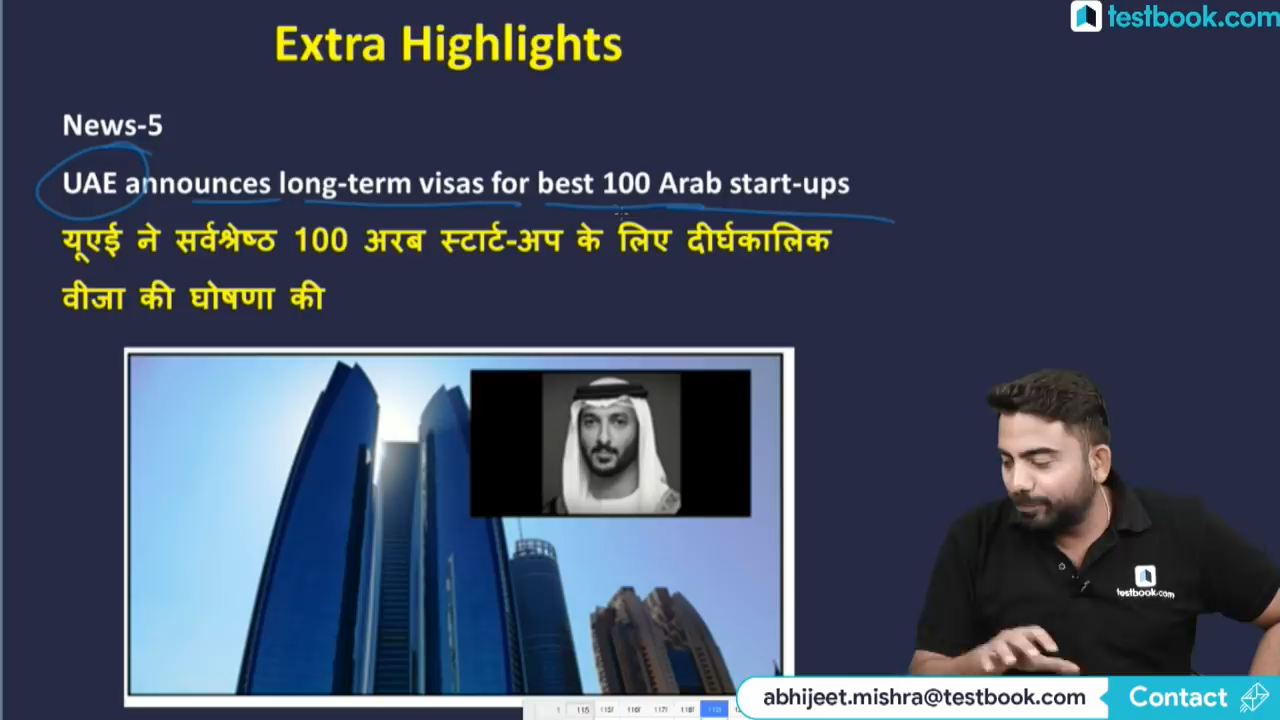 testbook.com
Extra Highlights
News-5
UAE announces long-term visas for best 100 Arab start-ups
यूएई ने सर्वश्रेष्ठ 100 अरब स्टार्ट-अप के लिए दीर्घकालिक
वीजा की घोषणा की
testbook.com
abhijeet.mishra@testbook.com Contact
115